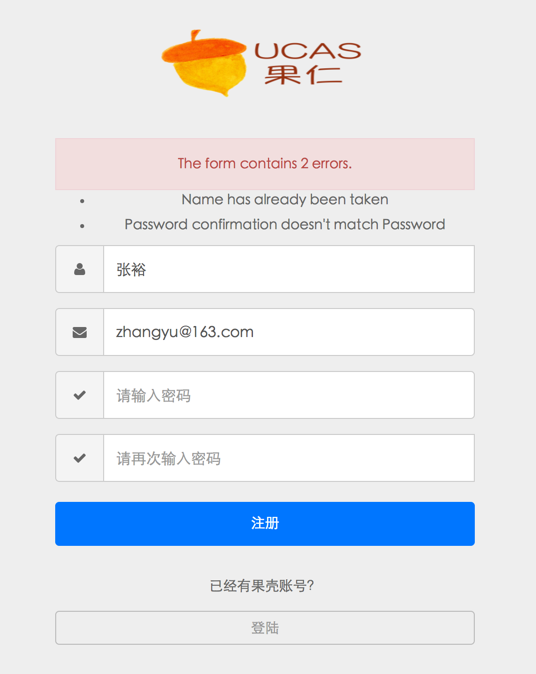 UCAS
果仁
The form contains 2 errors.
Name has already been taken
Password confirmation doesn't match Password
张裕
zhangyu@163.com
请输入密码
请再次输入密码
注册
已经有果壳账号?
登陆